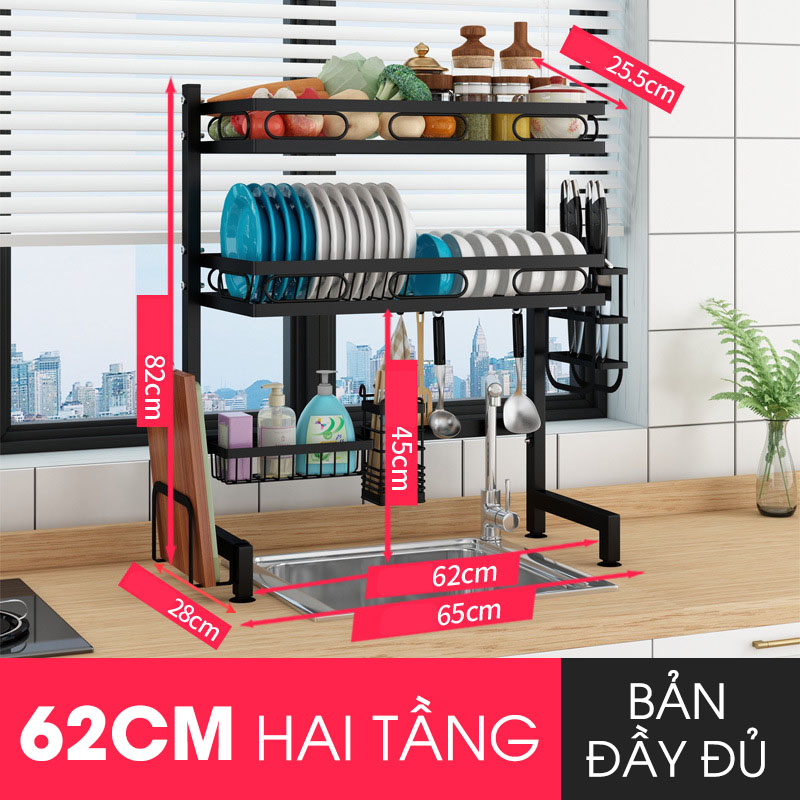 25.5cm
82cm
45cm
62cm
65cm
28cm
62CM HAI TẦNG
BẢN
ĐẦY ĐỦ